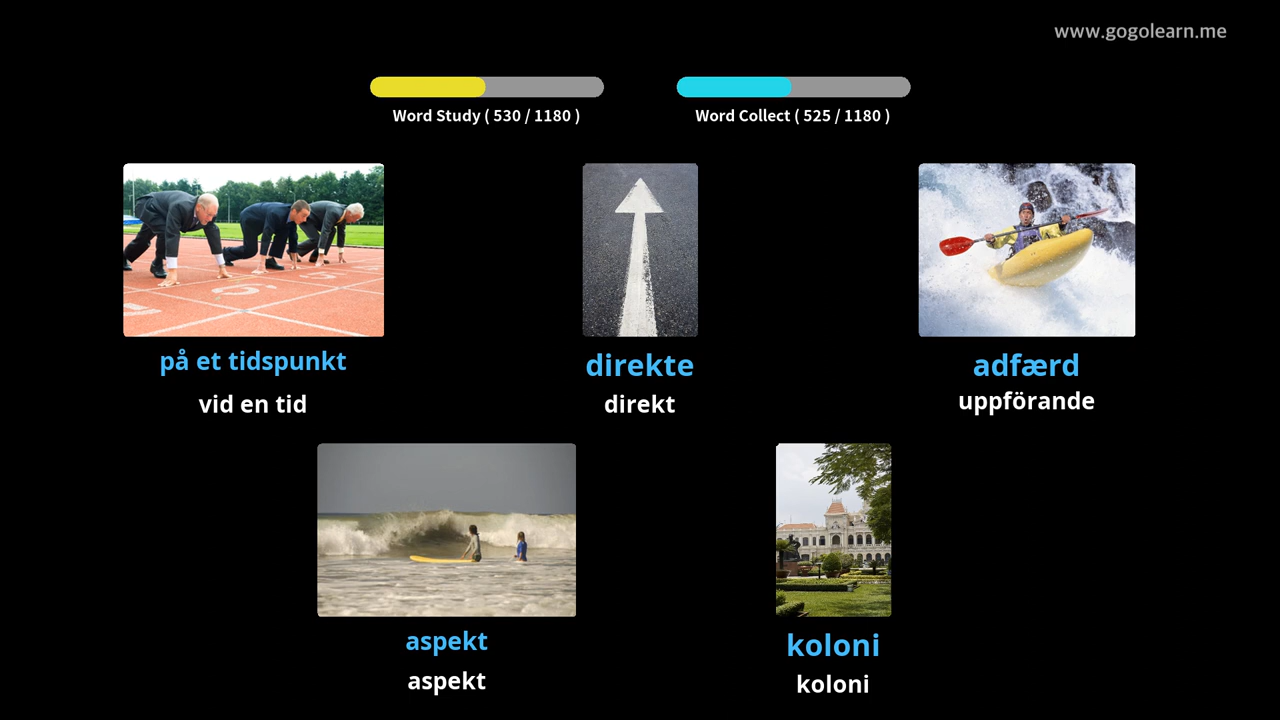 www.gogolearn.me
Word Study ( 530 / 1180 )
Word Collect ( 525 / 1180 )
på et tidspunkt
vid en tid
direkte
direkt
adfærd
uppförande
aspekt
aspekt
koloni
koloni